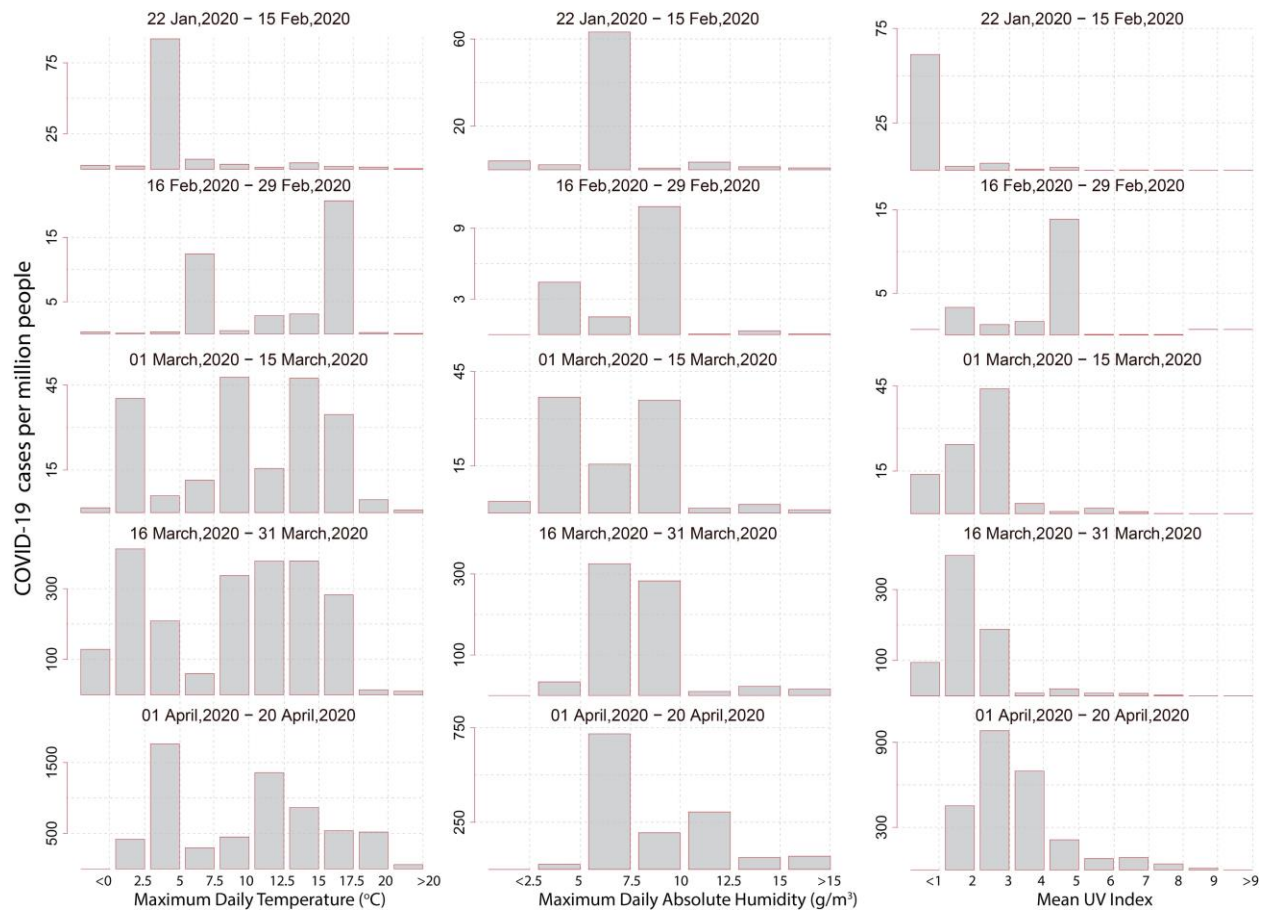 22 Jan,2020 − 15 Feb,2020
22 Jan,2020 − 15 Feb,2020
22 Jan,2020 − 15 Feb,2020
75
25
60
20
75
25
16 Feb,2020 − 29 Feb,2020
16 Feb,2020 − 29 Feb,2020
16 Feb,2020 − 29 Feb,2020
15
5
9
3
15
5
COVID-19 cases per million people
01 March,2020 − 15 March,2020
01 March,2020 − 15 March,2020
01 March,2020 − 15 March,2020
45
15
45
15
45
15
16 March,2020 − 31 March,2020
16 March,2020 − 31 March,2020
16 March,2020 − 31 March,2020
300
100
300
100
300
100
01 April,2020 − 20 April,2020
01 April,2020 − 20 April,2020
01 April,2020 − 20 April,2020
1500
500
750
250
900
300
<0 2.5 5 7.5 10 12.5 15 17.5 20 >20
<2.5 5 7.5 10 12.5 15 >15
<1 2 3 4 5 6 7 8 9 >9
Maximum Daily Temperature (⁰C)
Maximum Daily Absolute Humidity (g/m³)
Mean UV Index